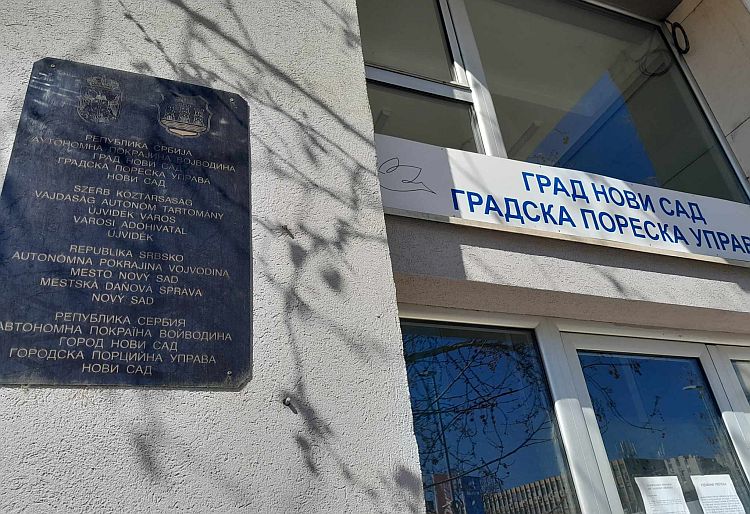 РЕПУБЛИКА СРБИЈА
АУТОНОМНА ПОКРАЈИНА ВОЈВОДИНА
ГРАД НОВИ САД
ГРАДСКА ПОРЕСКА УПРАВА
НОВИ САД
SZERB KÖZTÁRSASÁG
VAJDASÁG AUTONOM TARTOMÁNY
ÚJVIDÉK VÁROS
VÁROSI ADÓHIVATAL
ÚJVIDÉK
REPUBLIKA SRBSKO
AUTONÓMNA POKRAJINA VOJVODINA
MESTO NOVÝ SAD
MESTSKÁ DAŇOVÁ SPRÁVA
NOVÝ SAD
РЕПУБЛИКА СЕРБИЯ
АВТОНОМНА ПОКРАЇНА ВОЙВОДИНА
ГОРОД НОВИ САД
ГОРОДСКА ПОРЦИЙНА УПРАВА
НОВИ САД
ГРАД НОВИ САД
ГРАДСКА ПОРЕСКА УПРАВА